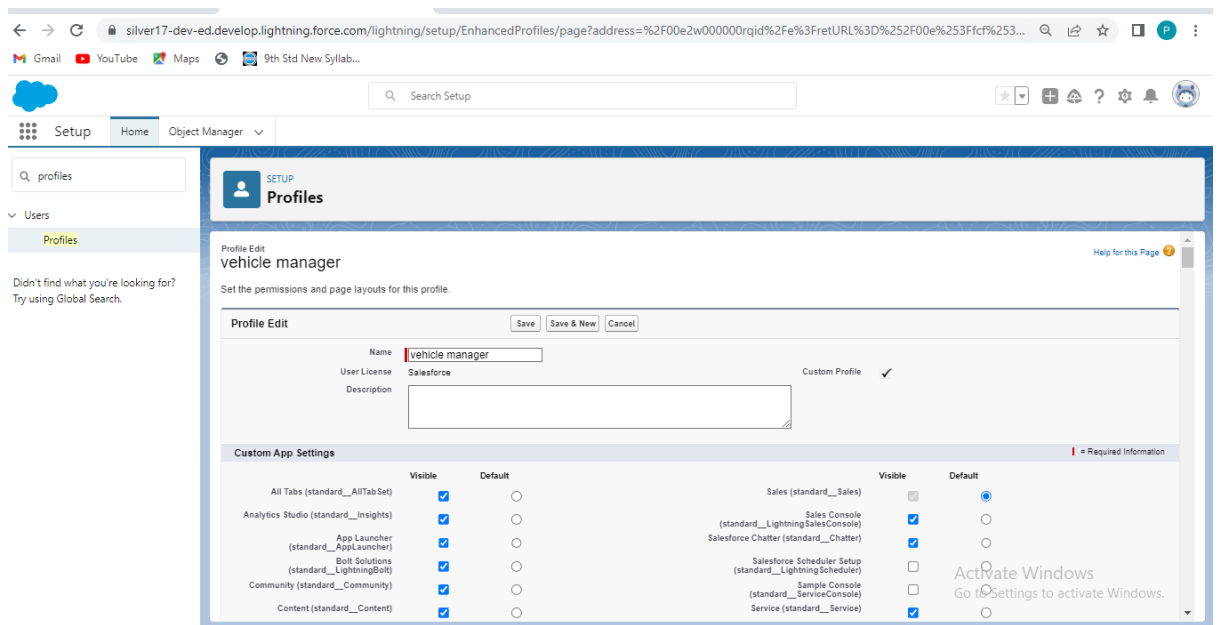 silver17-dev-ed.develop.lightning.force.com/lightning/setup/EnhancedProfiles/page?address=%2F00e2w000000rqid%2Fe%3FretURL%3D%252F00e%253Ffcf%253...
P
Gmail YouTube Maps 9th Std New Syllab...
Search Setup
Setup Home Object Manager
profiles
Users
Profiles
Didn't find what you're looking for?
Try using Global Search.
SETUP
Profiles
Profile Edit
vehicle manager
Help for this Page
Set the permissions and page layouts for this profile.
Profile Edit Save Save & New Cancel
Name vehicle manager
User License Salesforce Custom Profile
Description
Custom App Settings = Required Information
Visible Default Visible Default
All Tabs (standard__AllTabSet) Sales (standard__Sales)
Analytics Studio (standard__Insights) Sales Console
(standard__LightningSalesConsole)
App Launcher
(standard__AppLauncher) Salesforce Chatter (standard__Chatter)
Bolt Solutions
(standard__LightningBolt) Salesforce Scheduler Setup
(standard__LightningScheduler)
Community (standard__Community) Sample Console
(standard__ServiceConsole)
Content (standard__Content) Service (standard__Service)
Activate Windows
Go to Settings to activate Windows.